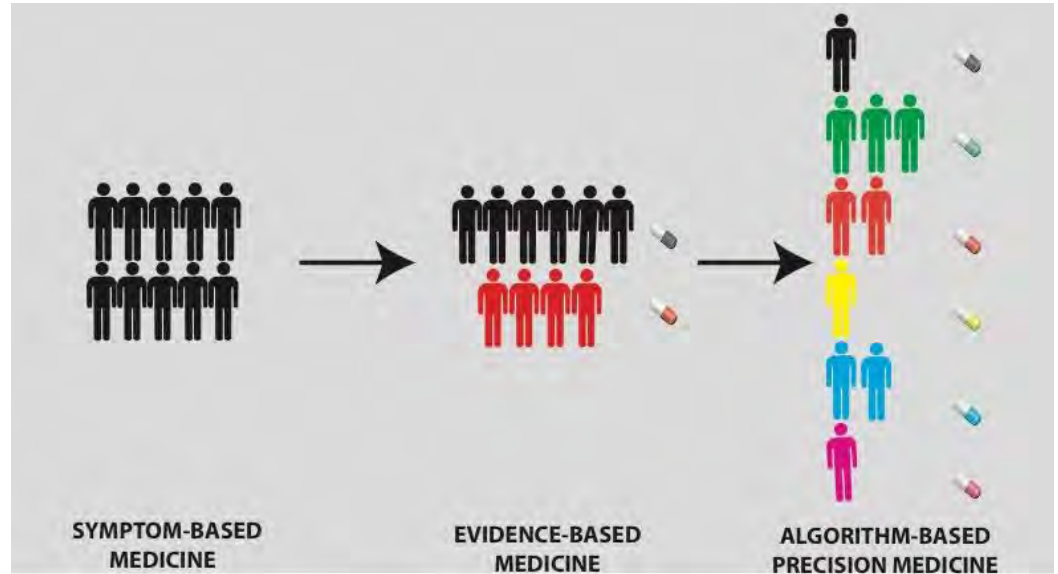 SYMPTOM-BASED
MEDICINE
EVIDENCE-BASED
MEDICINE
ALGORITHM-BASED
PRECISION MEDICINE